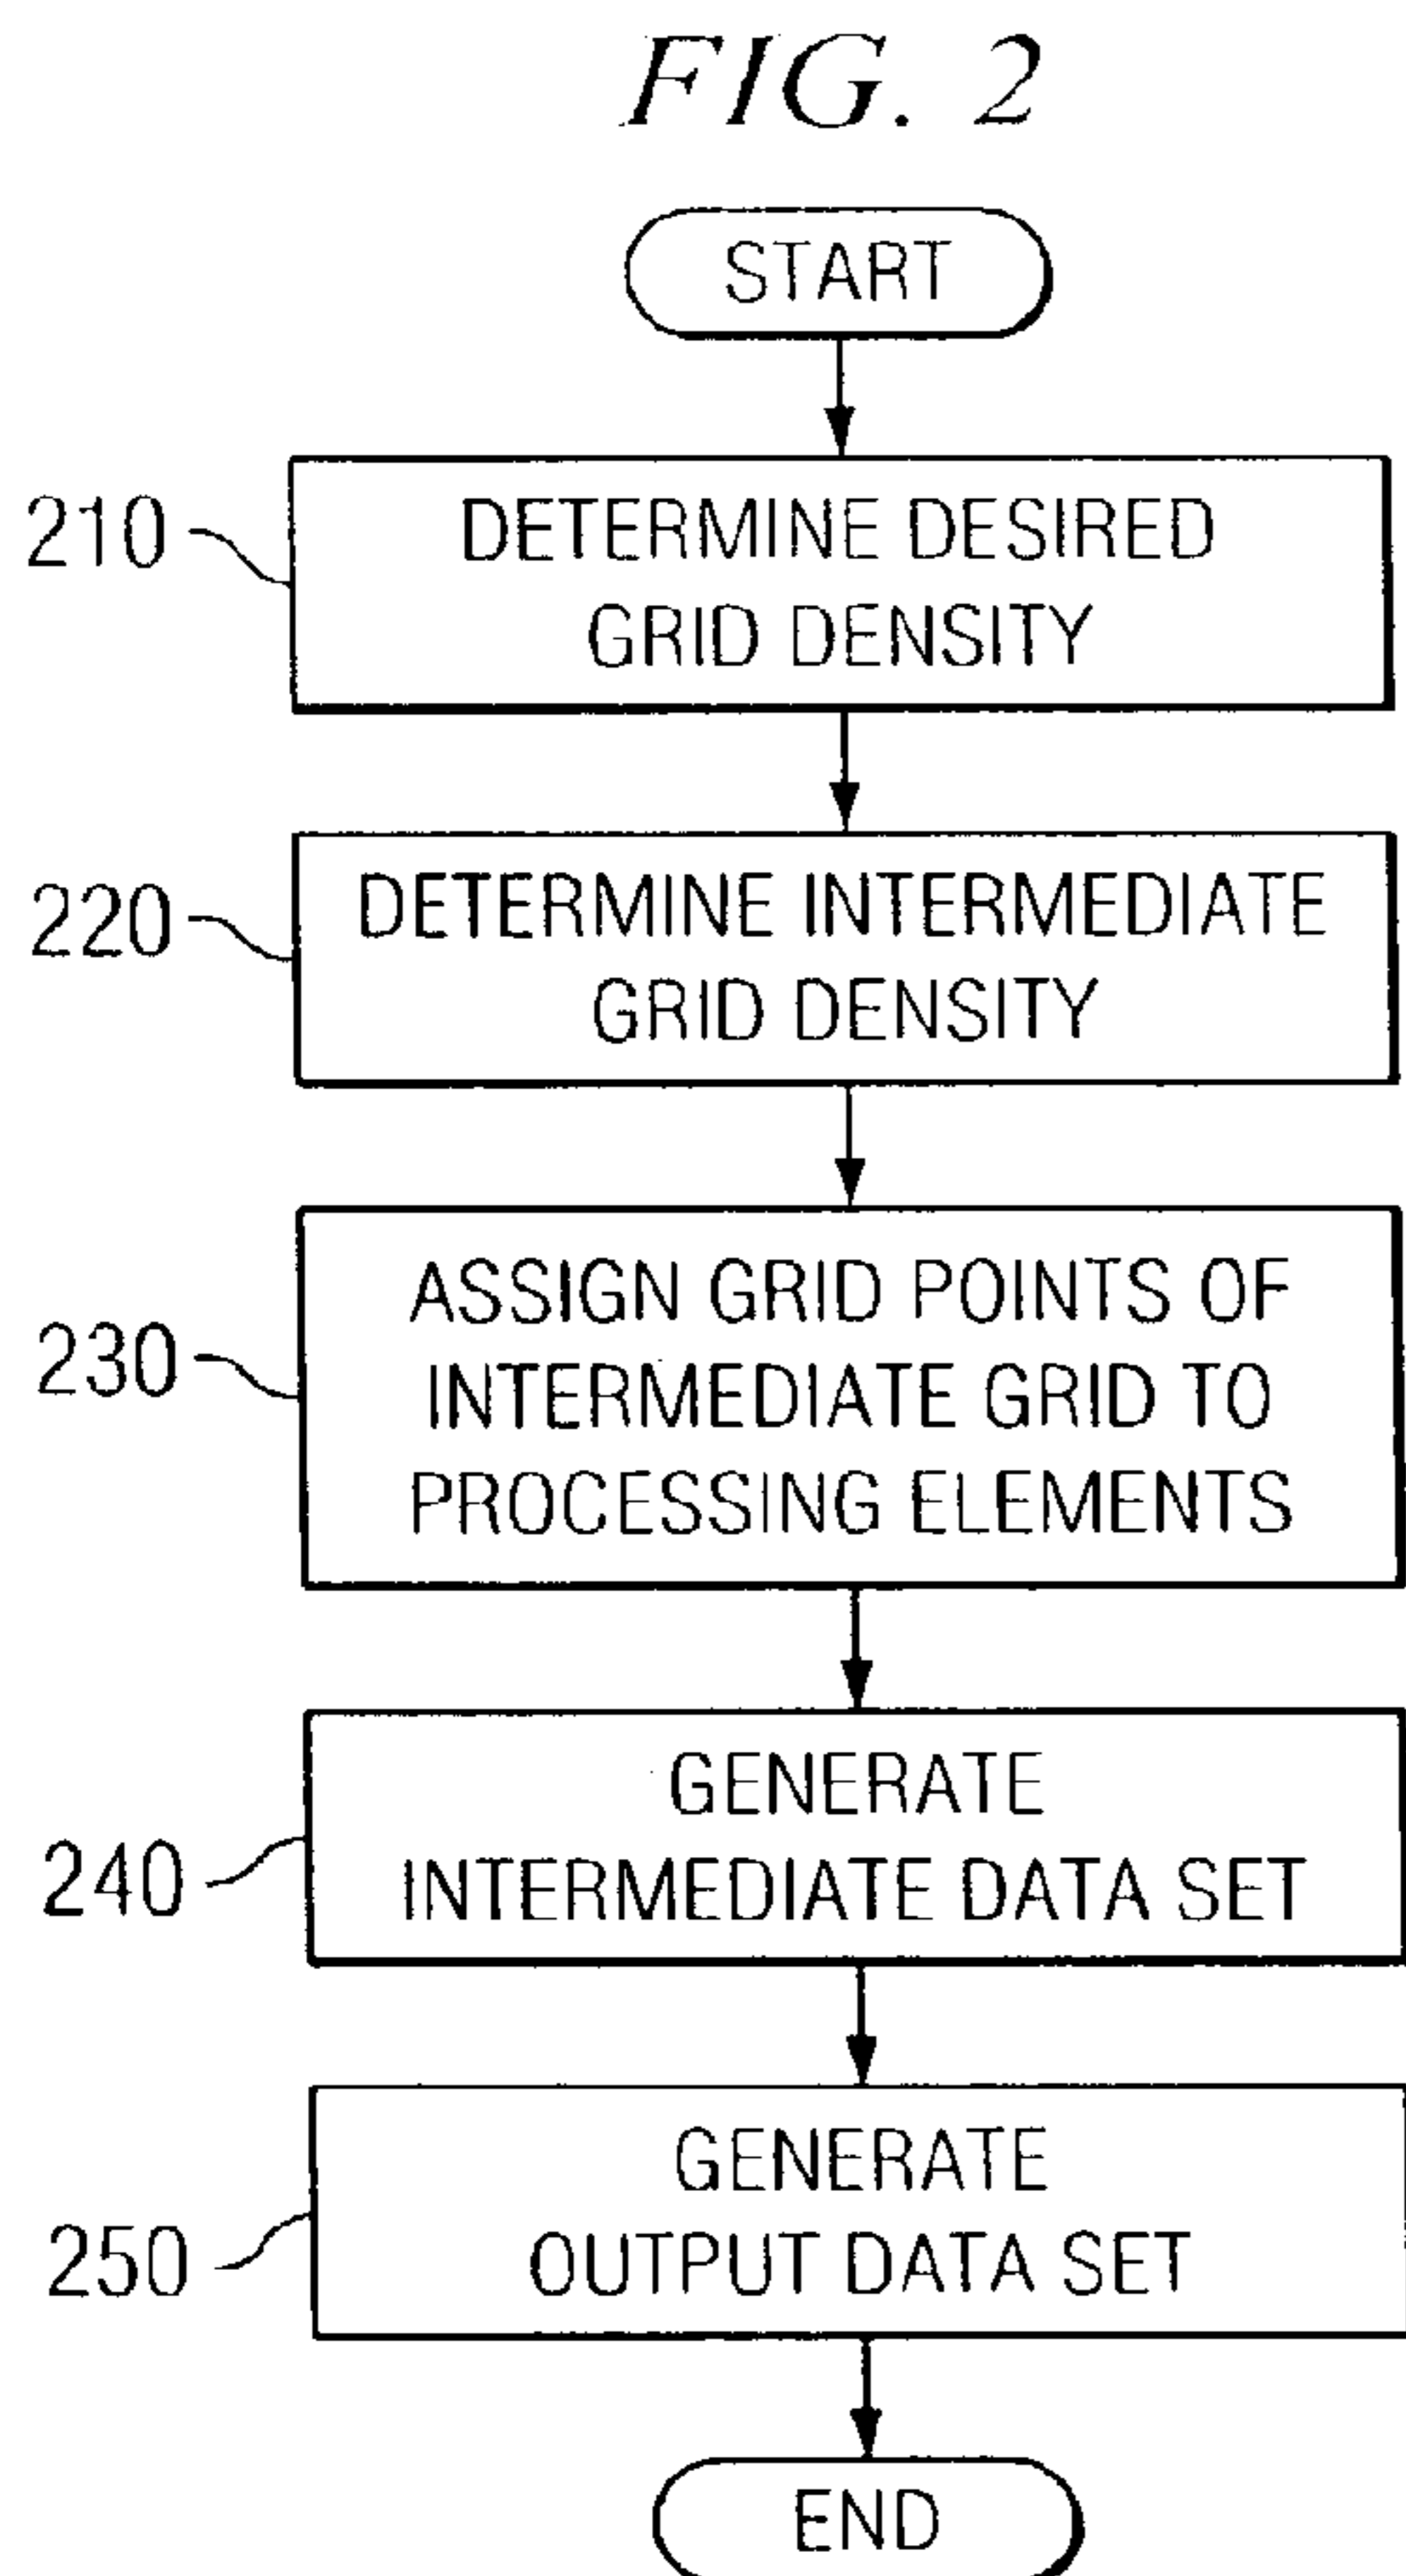 FIG. 2
START
210
DETERMINE DESIRED
GRID DENSITY
220
DETERMINE INTERMEDIATE
GRID DENSITY
230
ASSIGN GRID POINTS OF
INTERMEDIATE GRID TO
PROCESSING ELEMENTS
240
GENERATE
INTERMEDIATE DATA SET
250
GENERATE
OUTPUT DATA SET
END